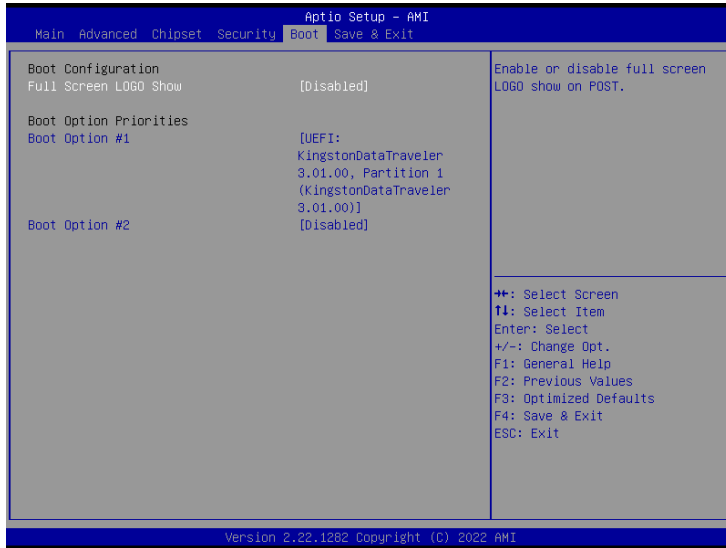 Aptio Setup - AMI
Main Advanced Chipset Security Boot Save & Exit
Boot Configuration
Full Screen LOGO Show [Disabled]
Boot Option Priorities
Boot Option #1 [UEFI:
KingstonDataTraveler
3.01.00, Partition 1
(KingstonDataTraveler
3.01.00)]
Boot Option #2 [Disabled]
Enable or disable full screen
LOGO show on POST.
→←: Select Screen
↑↓: Select Item
Enter: Select
+/-: Change Opt.
F1: General Help
F2: Previous Values
F3: Optimized Defaults
F4: Save & Exit
ESC: Exit
Version 2.22.1282 Copyright (C) 2022 AMI